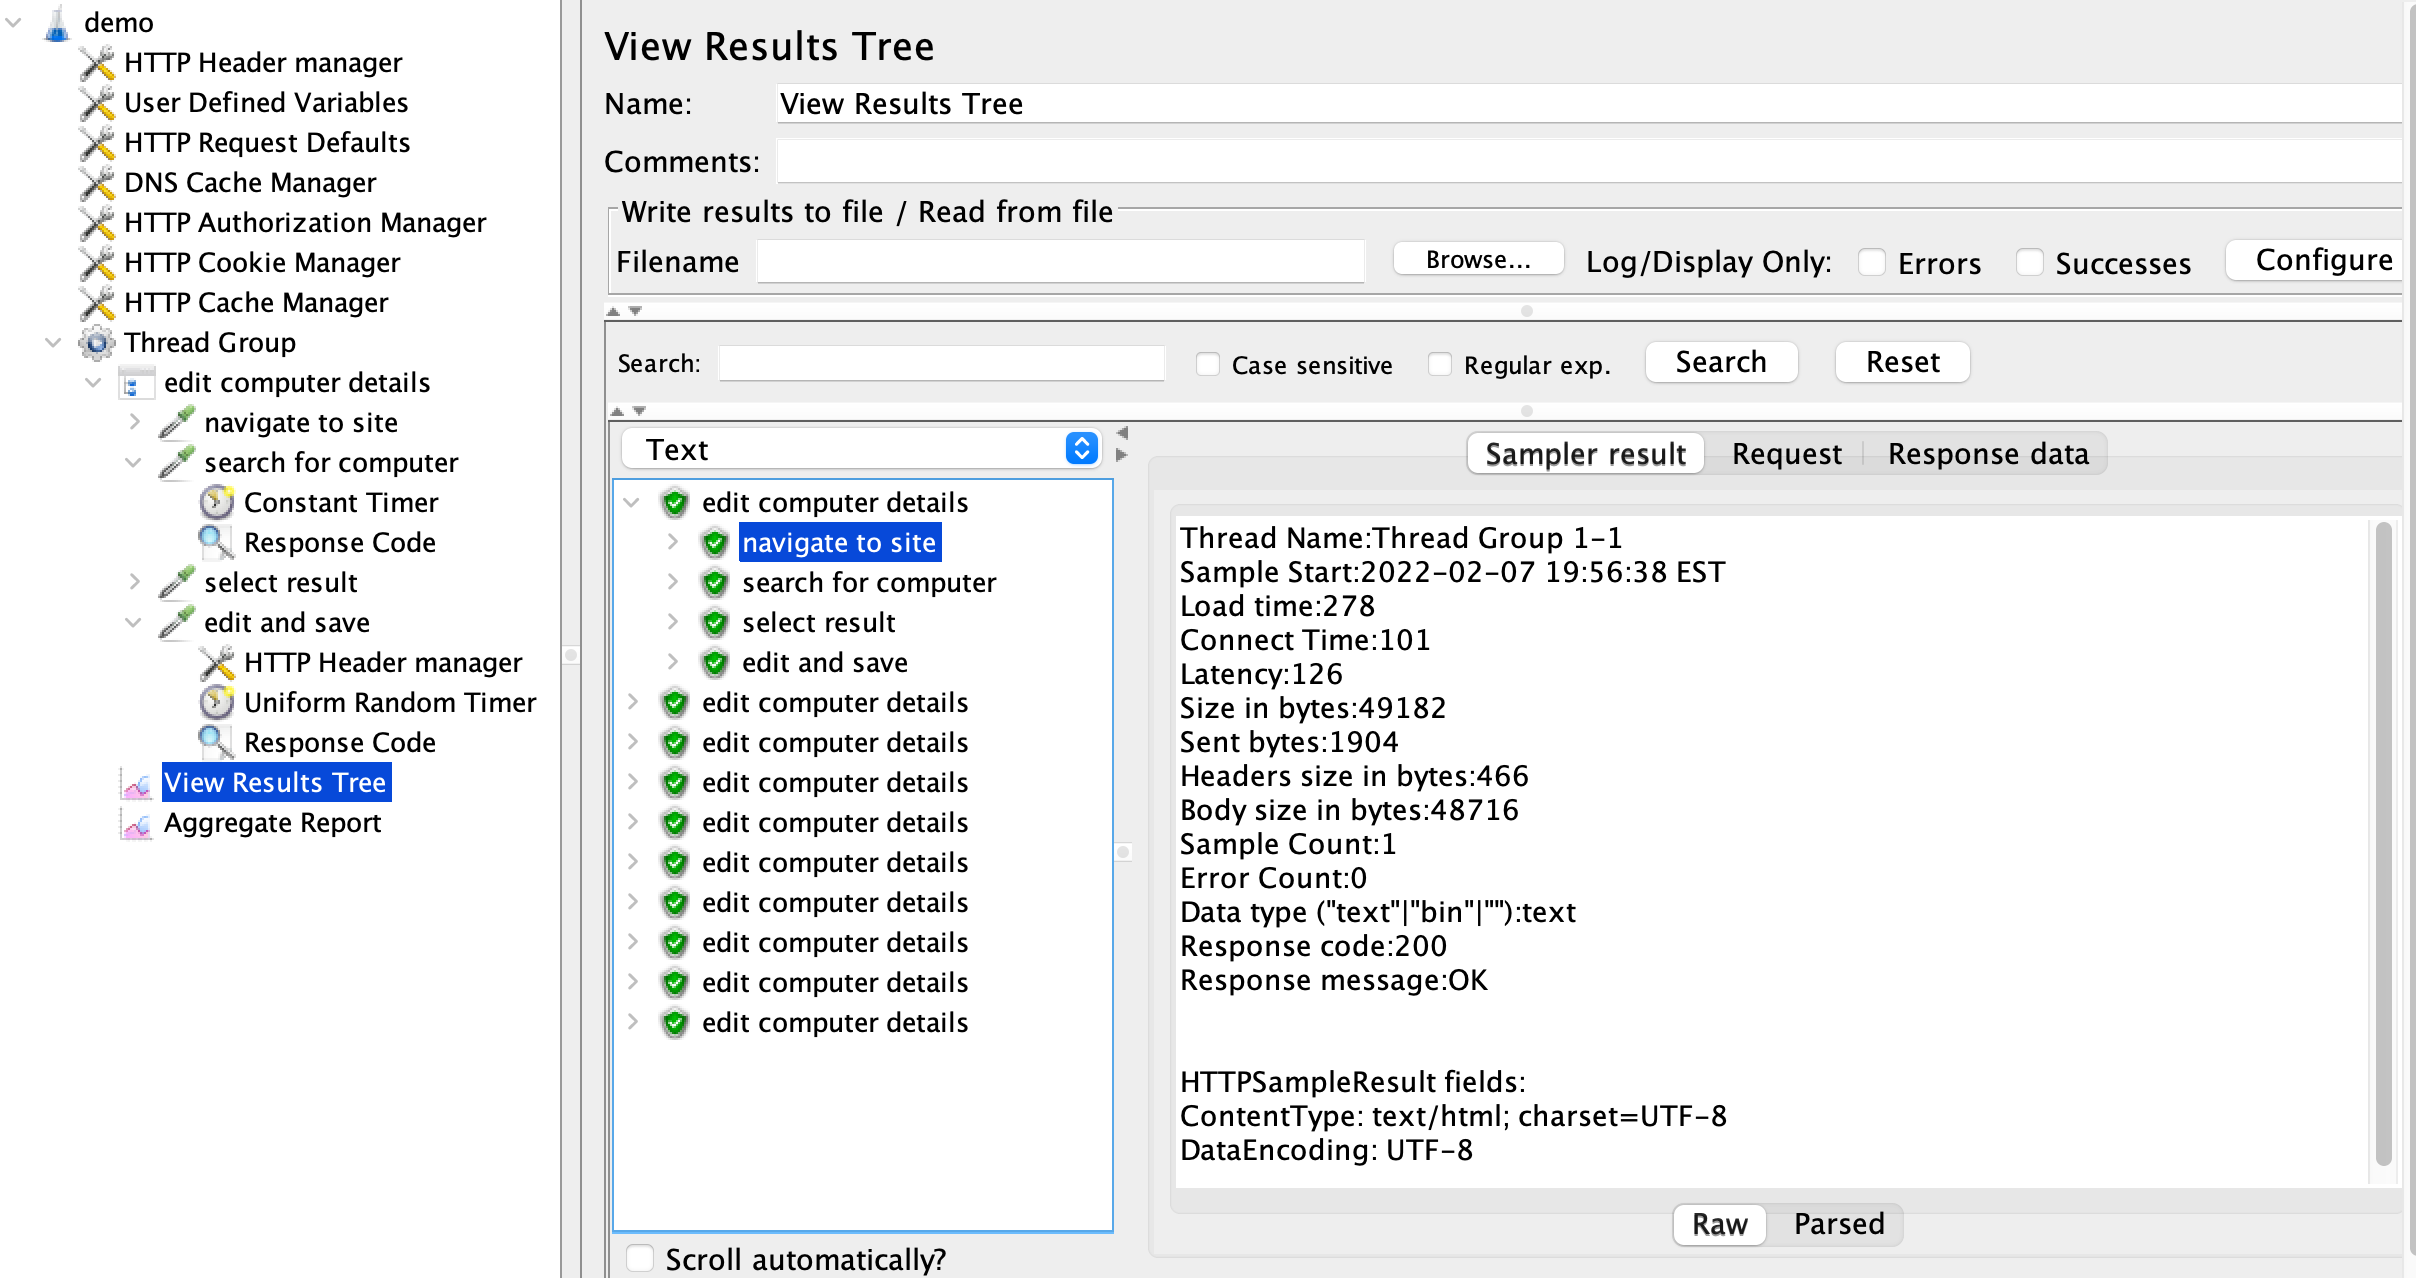 demo
HTTP Header manager
User Defined Variables
HTTP Request Defaults
DNS Cache Manager
HTTP Authorization Manager
HTTP Cookie Manager
HTTP Cache Manager
Thread Group
edit computer details
navigate to site
search for computer
Constant Timer
Response Code
select result
edit and save
HTTP Header manager
Uniform Random Timer
Response Code
View Results Tree
Aggregate Report
View Results Tree
Name: View Results Tree
Comments:
Write results to file / Read from file
Filename Browse... Log/Display Only: Errors Successes Configure
Search: Case sensitive Regular exp. Search Reset
Text
edit computer details
navigate to site
search for computer
select result
edit and save
edit computer details
edit computer details
edit computer details
edit computer details
edit computer details
edit computer details
edit computer details
edit computer details
edit computer details
Scroll automatically?
Sampler result Request Response data
Thread Name:Thread Group 1-1
Sample Start:2022-02-07 19:56:38 EST
Load time:278
Connect Time:101
Latency:126
Size in bytes:49182
Sent bytes:1904
Headers size in bytes:466
Body size in bytes:48716
Sample Count:1
Error Count:0
Data type ("text"|"bin"|""):text
Response code:200
Response message:OK
HTTPSampleResult fields:
ContentType: text/html; charset=UTF-8
DataEncoding: UTF-8
Raw Parsed